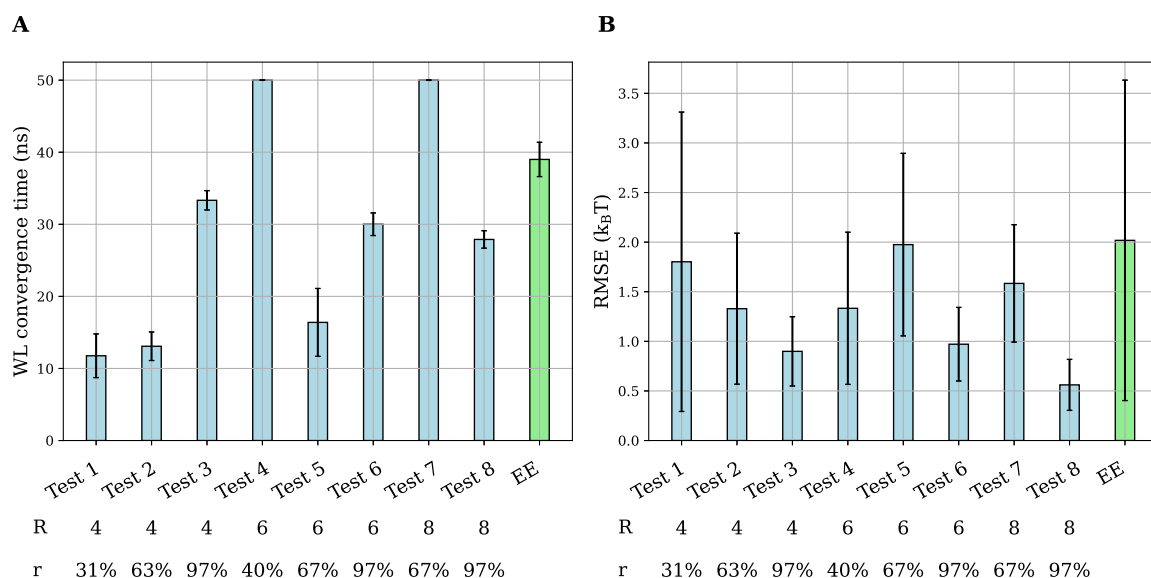 A
WL convergence time (ns)
50
40
30
20
10
0
Test 1 Test 2 Test 3 Test 4 Test 5 Test 6 Test 7 Test 8 EE
R 4 4 4 6 6 6 8 8
r 31% 63% 97% 40% 67% 97% 67% 97%
B
RMSE (k_BT)
3.5
3.0
2.5
2.0
1.5
1.0
0.5
0.0
Test 1 Test 2 Test 3 Test 4 Test 5 Test 6 Test 7 Test 8 EE
R 4 4 4 6 6 6 8 8
r 31% 63% 97% 40% 67% 97% 67% 97%